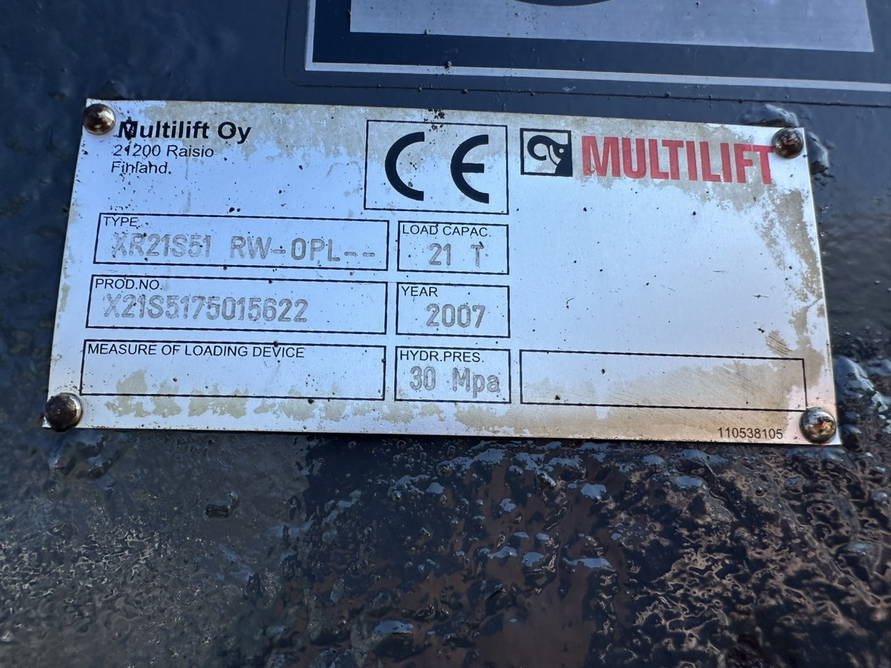 Multilift Oy
21200 Raisio
Finland
CE
MULTILIFT
TYPE
XR21S51 RW-OPL--
LOAD CAPAC.
21 T
PROD.NO.
X21S5175015622
YEAR
2007
MEASURE OF LOADING DEVICE
HYDR.PRES.
30 Mpa
110538105